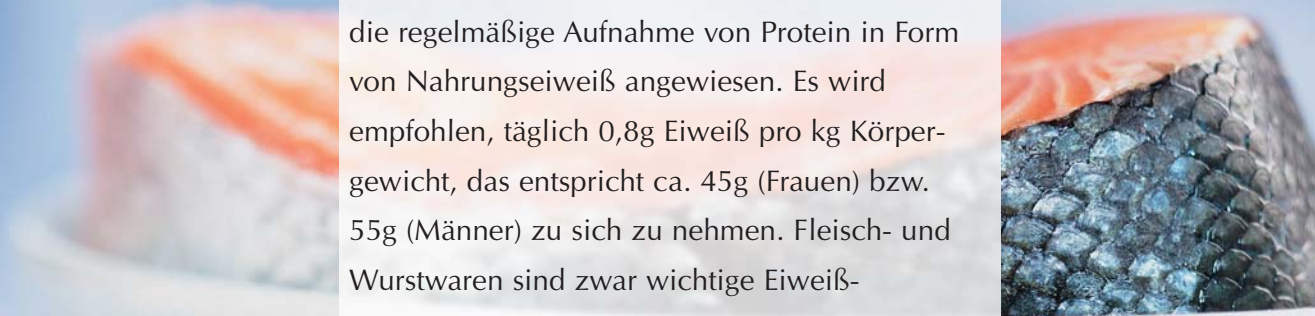 die regelmäßige Aufnahme von Protein in Form
von Nahrungseiweiß angewiesen. Es wird
empfohlen, täglich 0,8g Eiweiß pro kg Körper-
gewicht, das entspricht ca. 45g (Frauen) bzw.
55g (Männer) zu sich zu nehmen. Fleisch- und
Wurstwaren sind zwar wichtige Eiweiß-